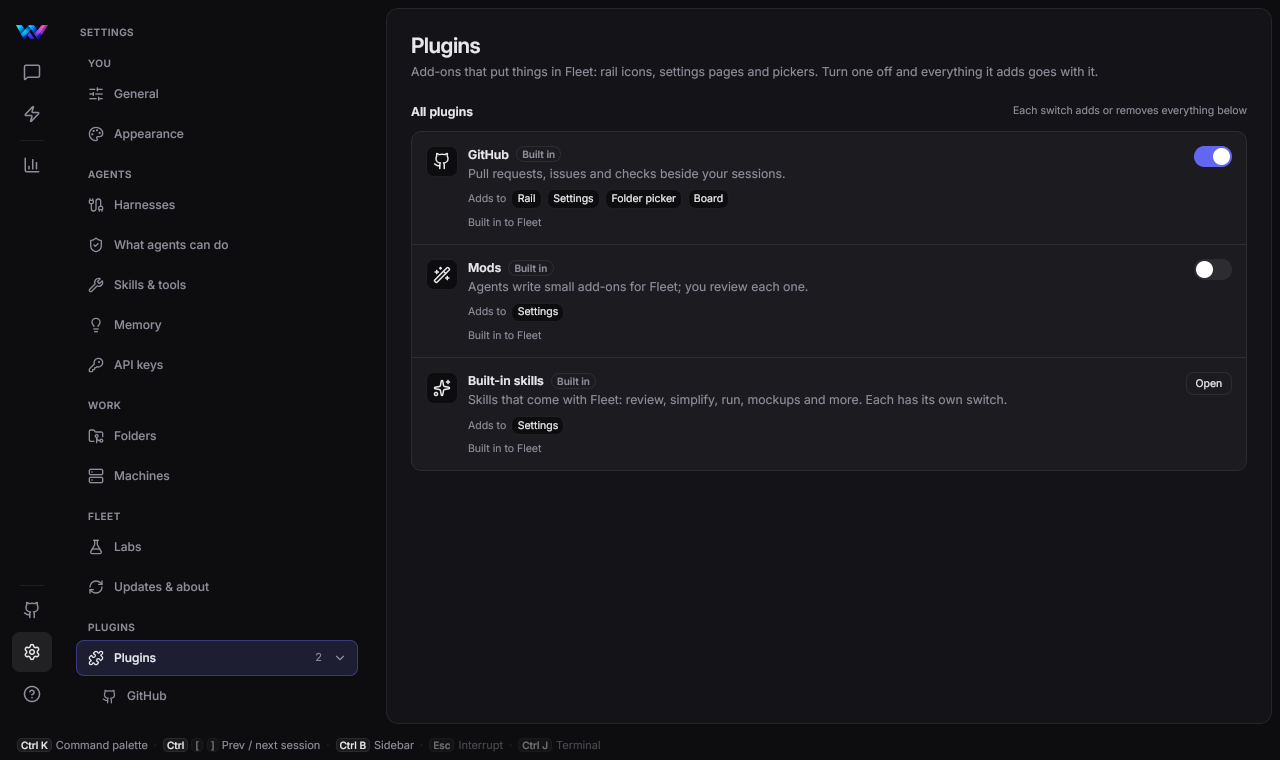 SETTINGS
YOU
General
Appearance
AGENTS
Harnesses
What agents can do
Skills & tools
Memory
API keys
WORK
Folders
Machines
FLEET
Labs
Updates & about
PLUGINS
Plugins 2
GitHub
Plugins
Add-ons that put things in Fleet: rail icons, settings pages and pickers. Turn one off and everything it adds goes with it.
All plugins Each switch adds or removes everything below
GitHub Built in
Pull requests, issues and checks beside your sessions.
Adds to Rail Settings Folder picker Board
Built in to Fleet
Mods Built in
Agents write small add-ons for Fleet; you review each one.
Adds to Settings
Built in to Fleet
Built-in skills Built in Open
Skills that come with Fleet: review, simplify, run, mockups and more. Each has its own switch.
Adds to Settings
Built in to Fleet
Ctrl K Command palette · Ctrl [ ] Prev / next session · Ctrl B Sidebar · Esc Interrupt · Ctrl J Terminal